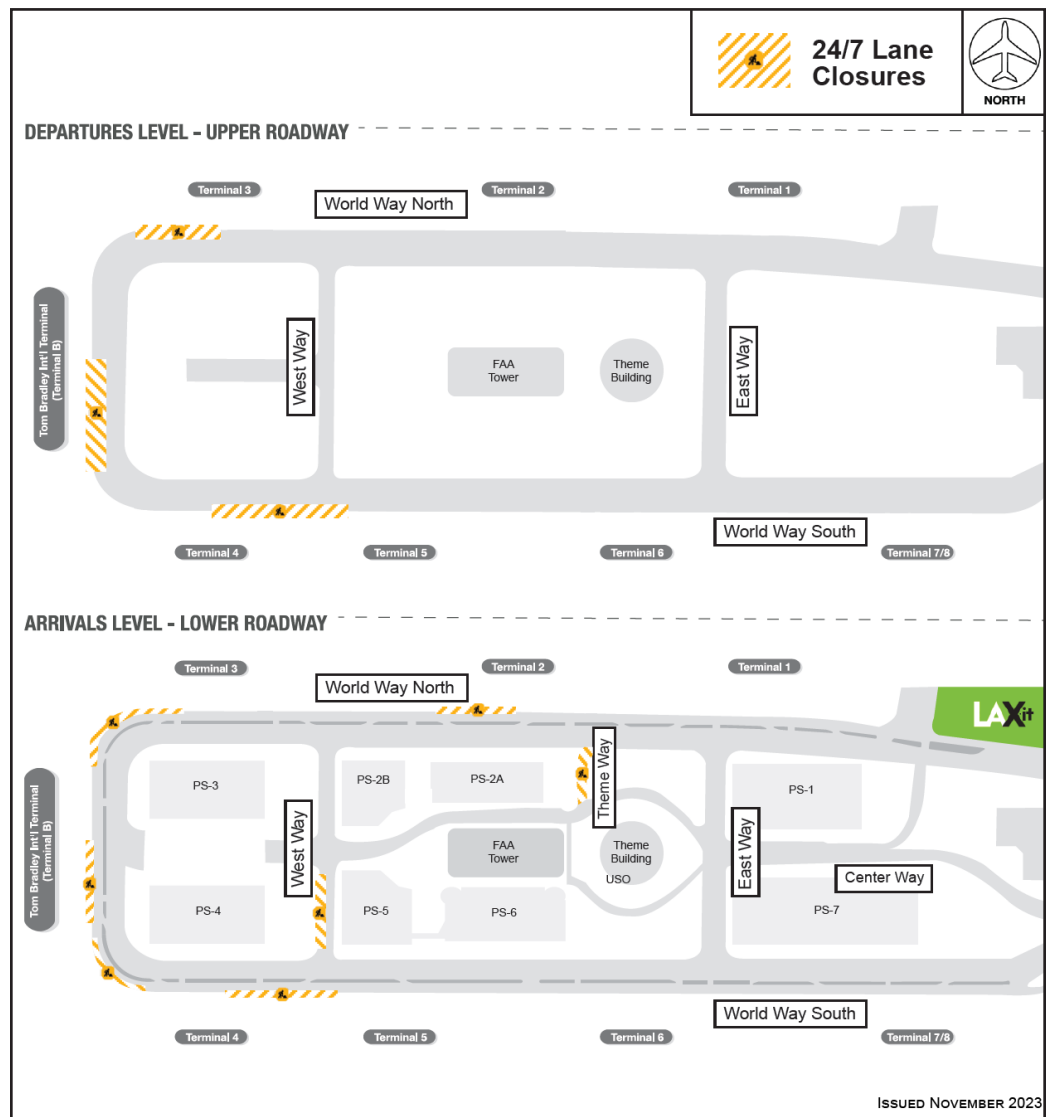 24/7 Lane
Closures
NORTH
DEPARTURES LEVEL - UPPER ROADWAY
Terminal 3
Terminal 2
Terminal 1
World Way North
Tom Bradley Int'l Terminal
(Terminal B)
West Way
FAA
Tower
Theme
Building
East Way
World Way South
Terminal 4
Terminal 5
Terminal 6
Terminal 7/8
ARRIVALS LEVEL - LOWER ROADWAY
Terminal 3
Terminal 2
Terminal 1
World Way North
LAXit
Theme Way
PS-3
PS-2B
PS-2A
PS-1
Tom Bradley Int'l Terminal
(Terminal B)
West Way
FAA
Tower
Theme
Building
USO
East Way
Center Way
PS-4
PS-5
PS-6
PS-7
World Way South
Terminal 4
Terminal 5
Terminal 6
Terminal 7/8
ISSUED NOVEMBER 2023